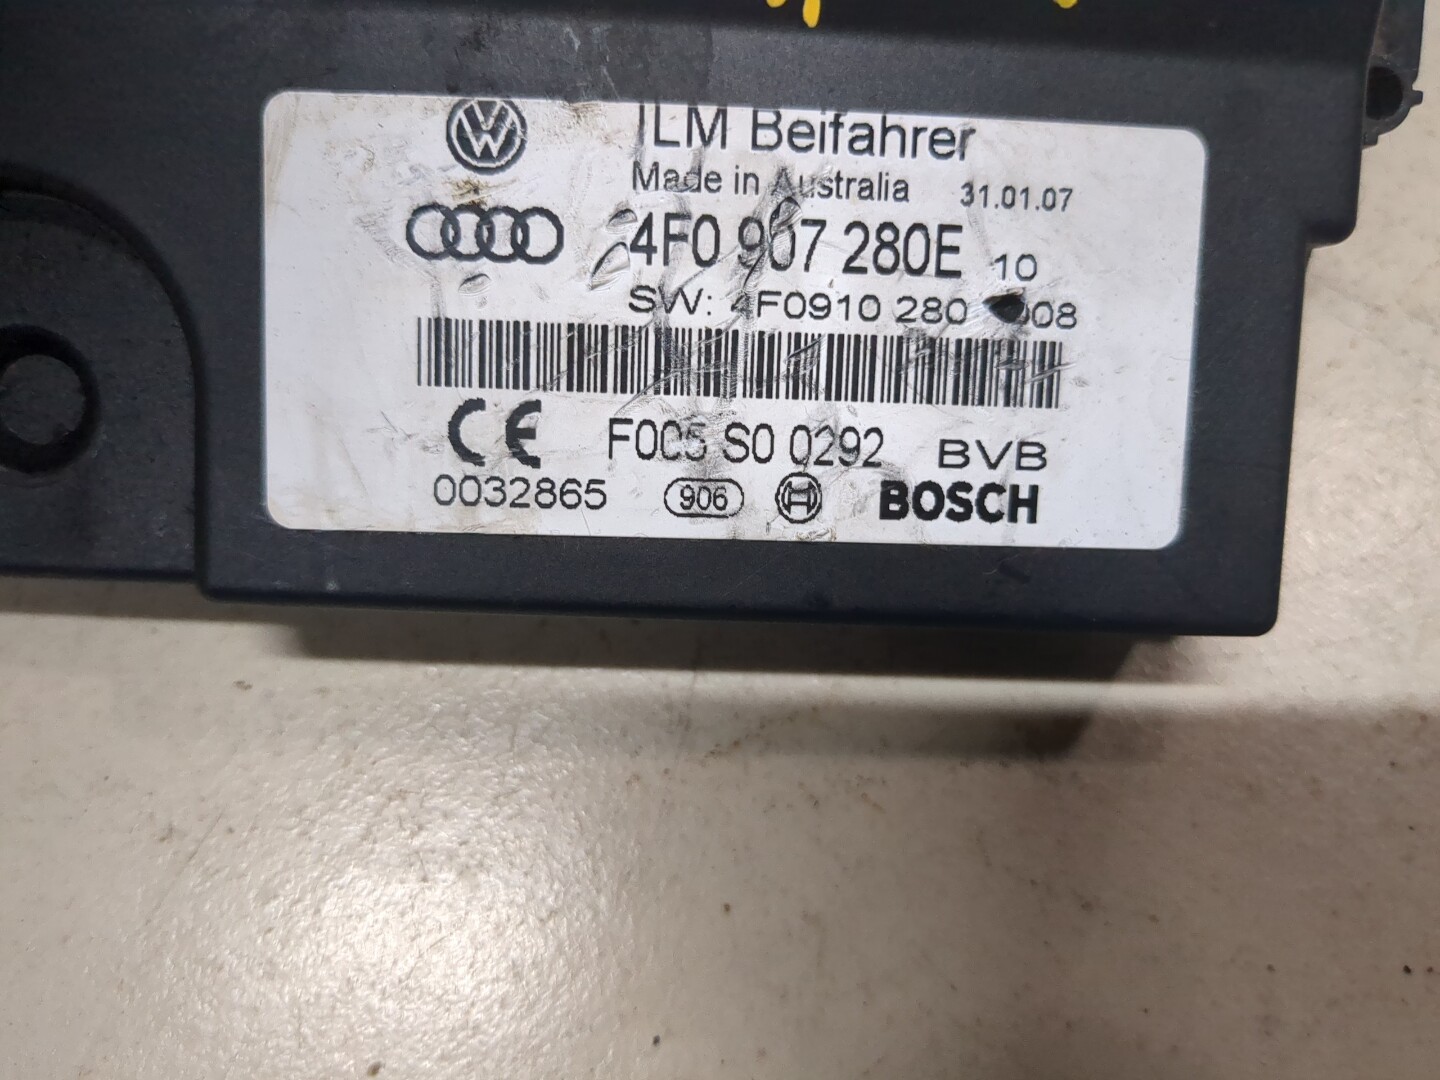 ILM Beifahrer
Made in Australia 31.01.07
4F0 907 280E 10
SW: 4F0910 280
F005 S0 0292 BVB
0032865 906 BOSCH